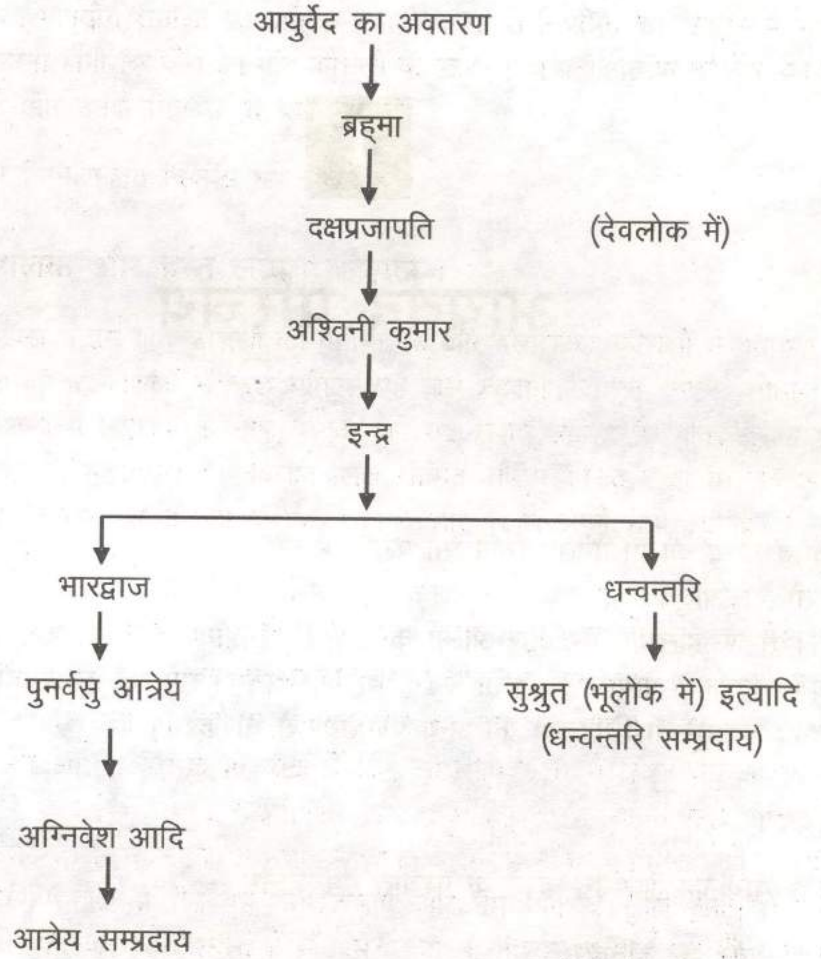 आयुर्वेद का अवतरण
ब्रह्मा
दक्षप्रजापति (देवलोक में)
अश्विनी कुमार
इन्द्र
भारद्वाज धन्वन्तरि
पुनर्वसु आत्रेय सुश्रुत (भूलोक में) इत्यादि
(धन्वन्तरि सम्प्रदाय)
अग्निवेश आदि
आत्रेय सम्प्रदाय